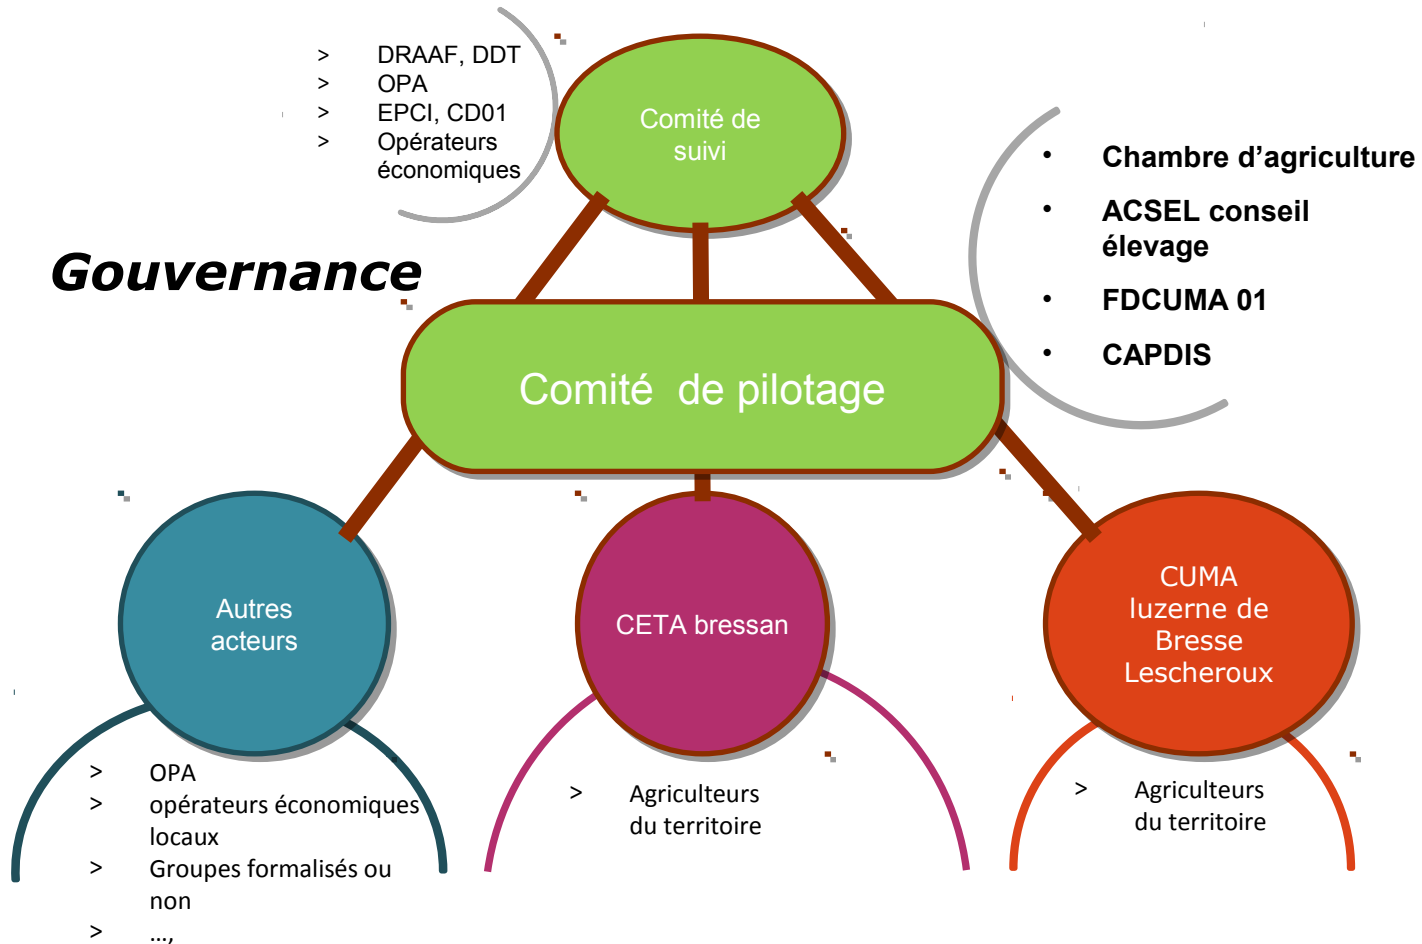 > DRAAF, DDT
> OPA
> EPCI, CD01
> Opérateurs
économiques
Comité de
suivi
• Chambre d’agriculture
• ACSEL conseil
élevage
• FDCUMA 01
• CAPDIS
Gouvernance
Comité de pilotage
Autres
acteurs
CETA bressan
CUMA
luzerne de
Bresse
Lescheroux
> OPA
> opérateurs économiques
locaux
> Groupes formalisés ou
non
> ...,
> Agriculteurs
du territoire
> Agriculteurs
du territoire